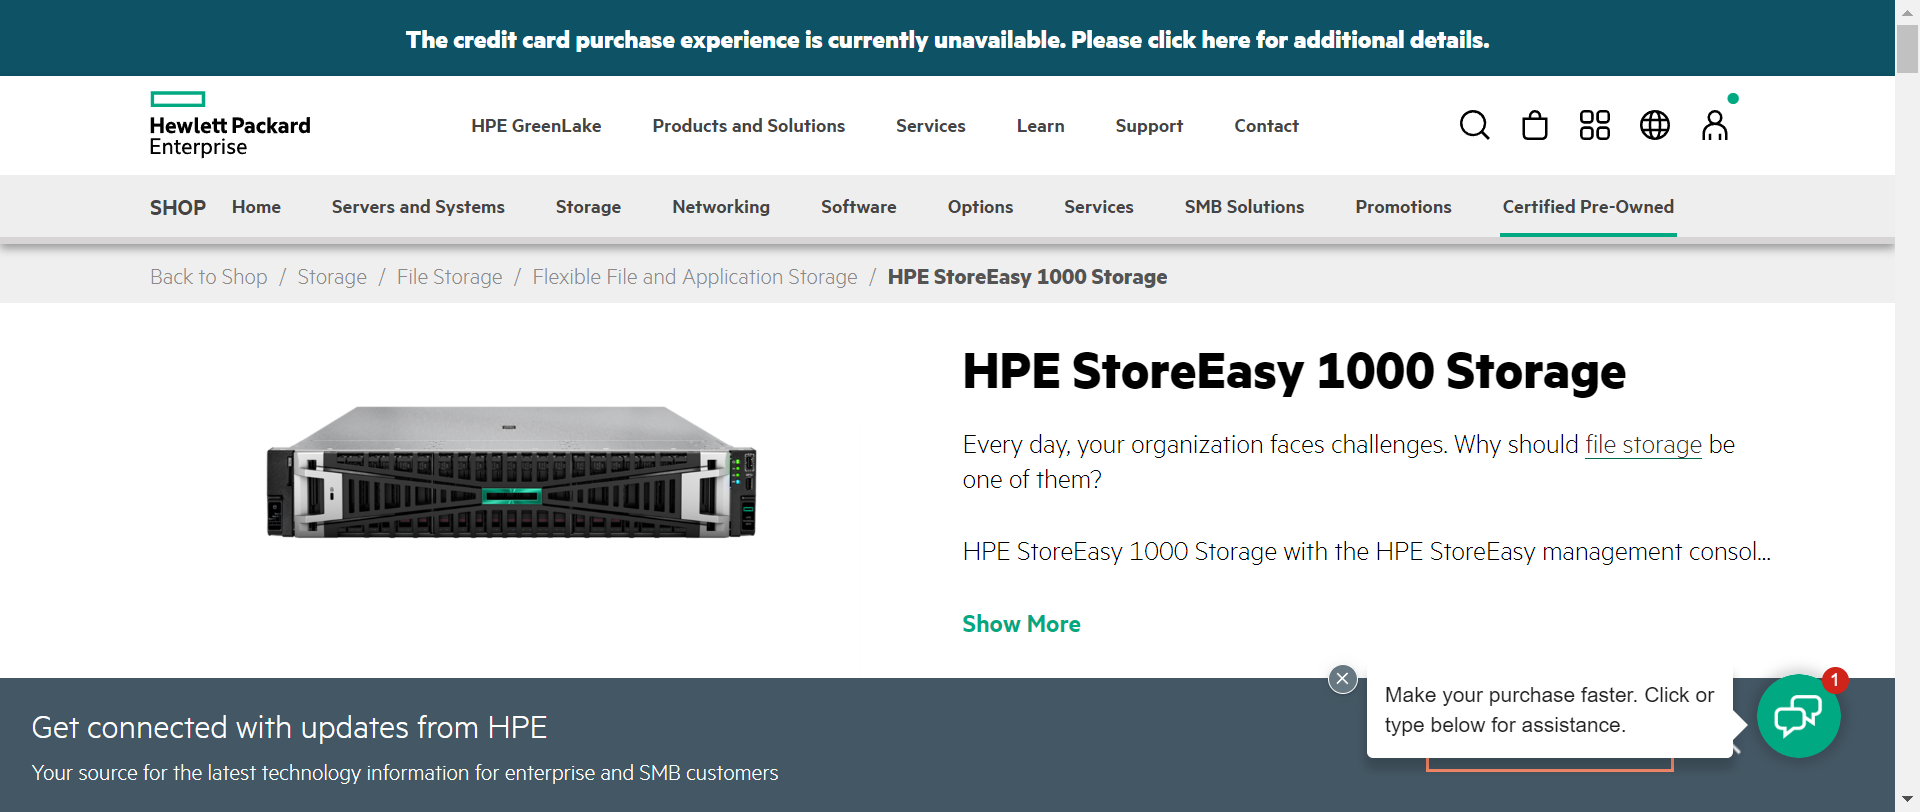 The credit card purchase experience is currently unavailable. Please click here for additional details.
Hewlett Packard
Enterprise
HPE GreenLake
Products and Solutions
Services
Learn
Support
Contact
SHOP
Home
Servers and Systems
Storage
Networking
Software
Options
Services
SMB Solutions
Promotions
Certified Pre-Owned
Back to Shop / Storage / File Storage / Flexible File and Application Storage / HPE StoreEasy 1000 Storage
HPE StoreEasy 1000 Storage
Every day, your organization faces challenges. Why should file storage be
one of them?
HPE StoreEasy 1000 Storage with the HPE StoreEasy management consol...
Show More
Get connected with updates from HPE
Your source for the latest technology information for enterprise and SMB customers
Make your purchase faster. Click or
type below for assistance.
1